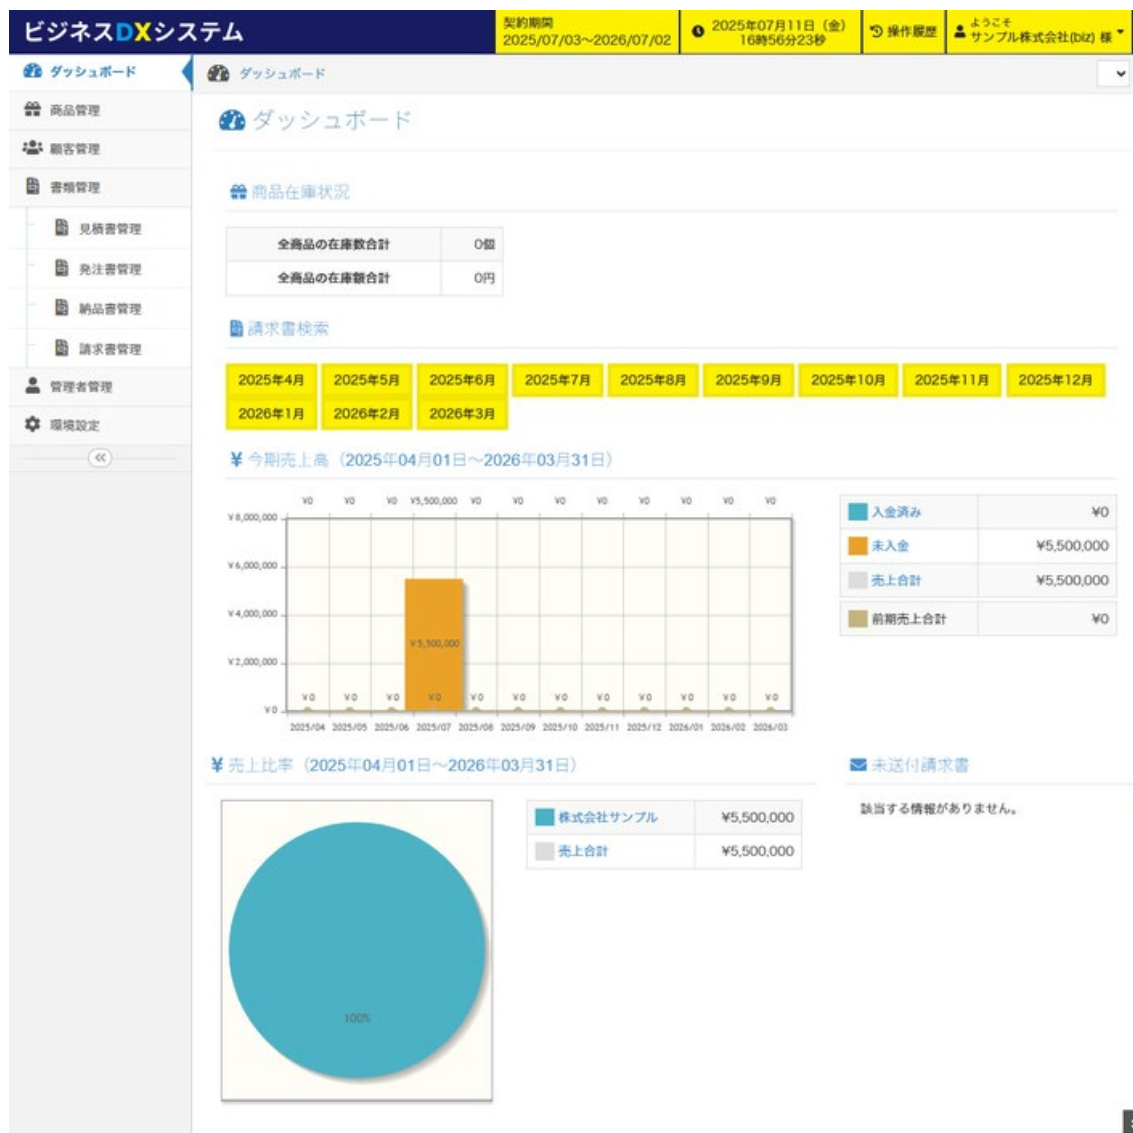 ビジネスDXシステム
契約期間
2025/07/03〜2026/07/02
2025年07月11日（金）
16時56分23秒
操作履歴
ようこそ
サンプル株式会社(biz) 様
ダッシュボード
商品管理
顧客管理
書類管理
見積書管理
発注書管理
納品書管理
請求書管理
管理者管理
環境設定
ダッシュボード
ダッシュボード
商品在庫状況
全商品の在庫数合計 0個
全商品の在庫額合計 0円
請求書検索
2025年4月 2025年5月 2025年6月 2025年7月 2025年8月 2025年9月 2025年10月 2025年11月 2025年12月
2026年1月 2026年2月 2026年3月
¥ 今期売上高（2025年04月01日〜2026年03月31日）
¥0 ¥0 ¥0 ¥5,500,000 ¥0 ¥0 ¥0 ¥0 ¥0 ¥0 ¥0 ¥0
¥8,000,000
¥6,000,000
¥4,000,000
¥5,500,000
¥2,000,000
¥0 ¥0 ¥0 ¥0 ¥0 ¥0 ¥0 ¥0 ¥0 ¥0 ¥0 ¥0
¥0
2025/04 2025/05 2025/06 2025/07 2025/08 2025/09 2025/10 2025/11 2025/12 2026/01 2026/02 2026/03
入金済み ¥0
未入金 ¥5,500,000
売上合計 ¥5,500,000
前期売上合計 ¥0
¥ 売上比率（2025年04月01日〜2026年03月31日）
100%
株式会社サンプル ¥5,500,000
売上合計 ¥5,500,000
未送付請求書
該当する情報がありません。